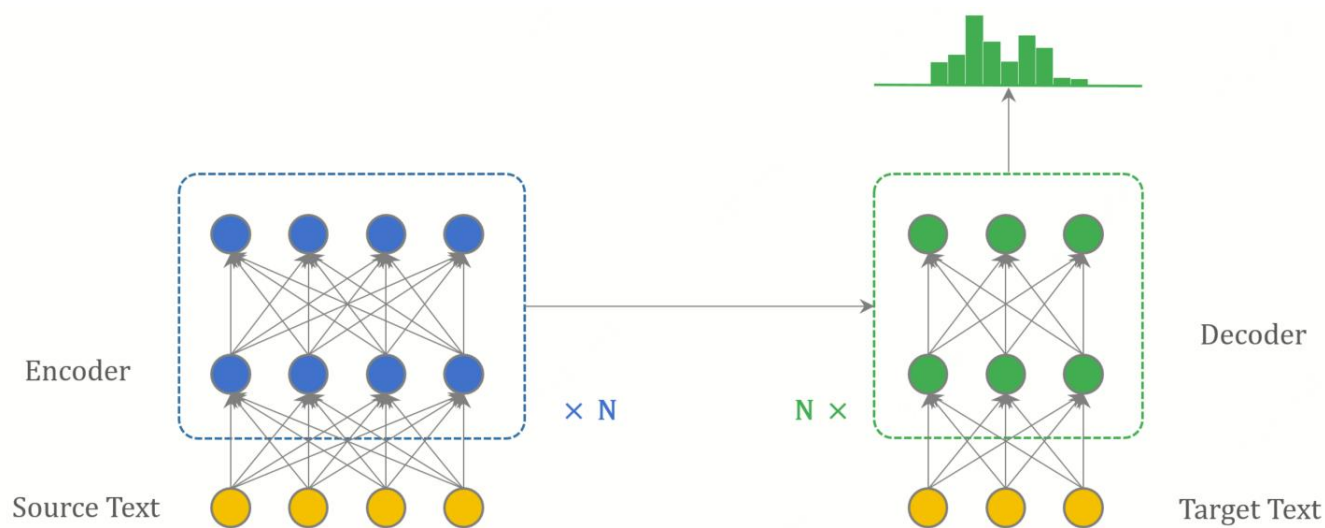 Encoder
Decoder
× N
N ×
Source Text
Target Text